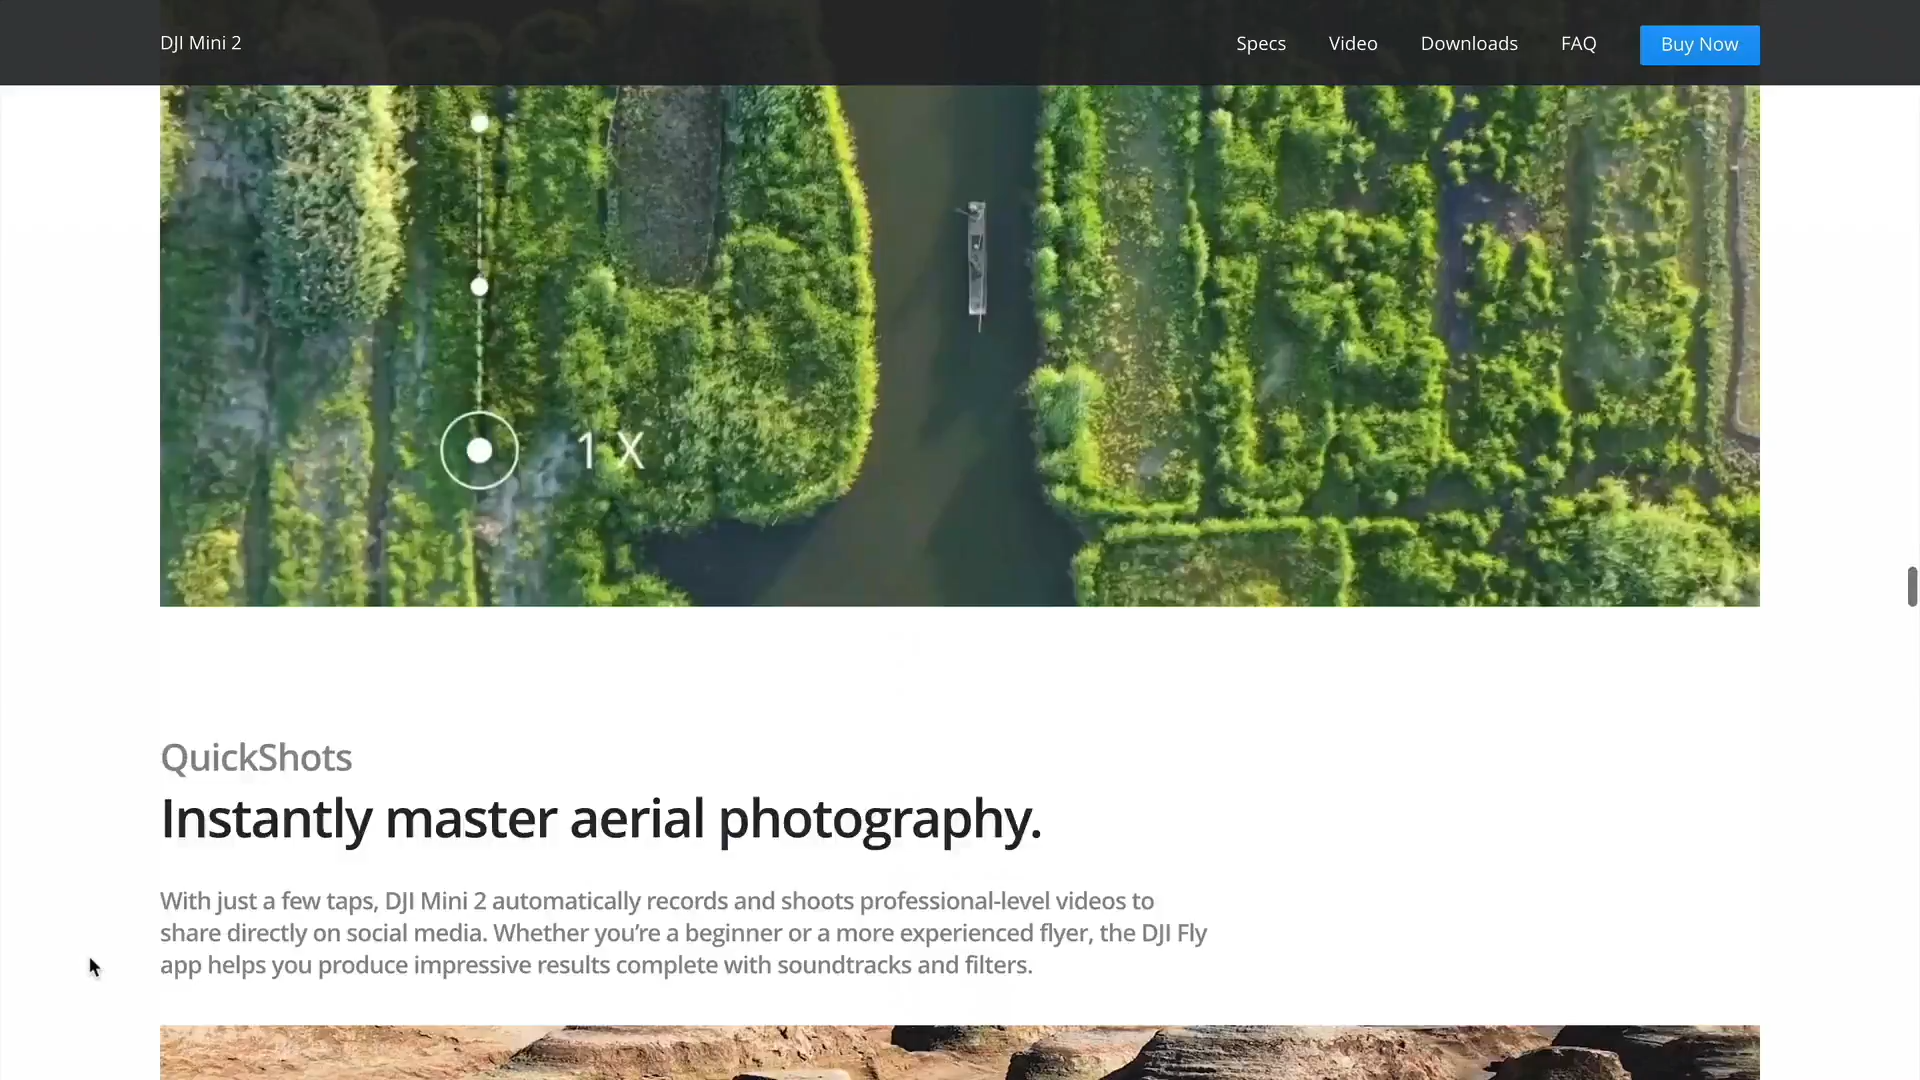 DJI Mini 2
Specs
Video
Downloads
FAQ
Buy Now
1 X
QuickShots
Instantly master aerial photography.
With just a few taps, DJI Mini 2 automatically records and shoots professional-level videos to
share directly on social media. Whether you’re a beginner or a more experienced flyer, the DJI Fly
app helps you produce impressive results complete with soundtracks and filters.